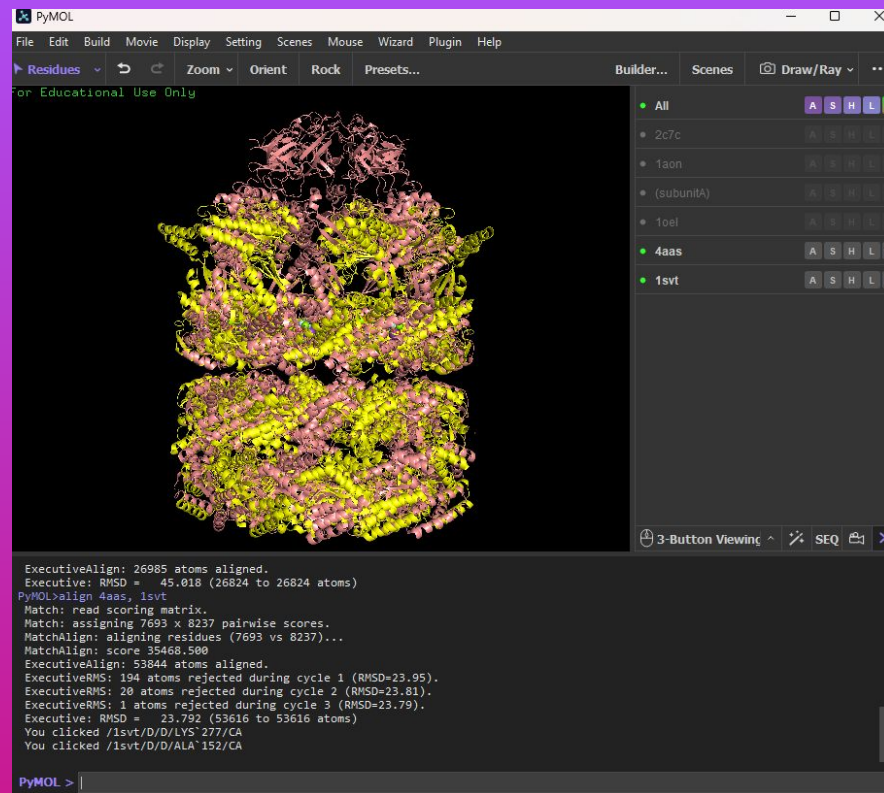 PyMOL
File Edit Build Movie Display Setting Scenes Mouse Wizard Plugin Help
Residues Zoom Orient Rock Presets... Builder... Scenes Draw/Ray
For Educational Use Only
All A S H L
2c7c A S H L
1aon A S H L
(subunitA) A S H L
1oel A S H L
4aas A S H L
1svt A S H L
3-Button Viewing SEQ
ExecutiveAlign: 26985 atoms aligned.
Executive: RMSD = 45.018 (26824 to 26824 atoms)
PyMOL>align 4aas, 1svt
Match: read scoring matrix.
Match: assigning 7693 x 8237 pairwise scores.
MatchAlign: aligning residues (7693 vs 8237)...
MatchAlign: score 35468.500
ExecutiveAlign: 53844 atoms aligned.
ExecutiveRMS: 194 atoms rejected during cycle 1 (RMSD=23.95).
ExecutiveRMS: 20 atoms rejected during cycle 2 (RMSD=23.81).
ExecutiveRMS: 1 atoms rejected during cycle 3 (RMSD=23.79).
Executive: RMSD = 23.792 (53616 to 53616 atoms)
You clicked /1svt/D/D/LYS`277/CA
You clicked /1svt/D/D/ALA`152/CA
PyMOL >